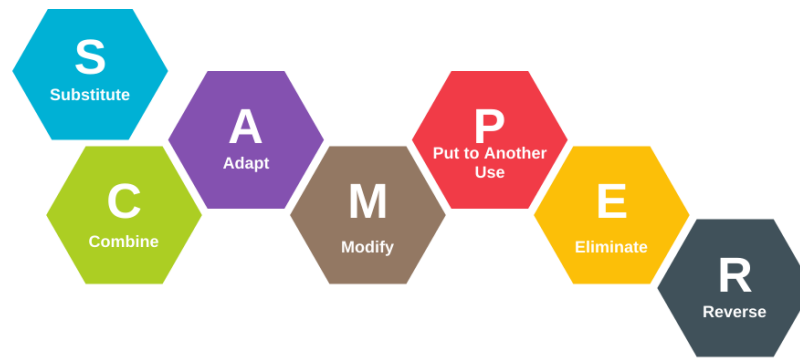 S
Substitute
C
Combine
A
Adapt
M
Modify
P
Put to Another
Use
E
Eliminate
R
Reverse